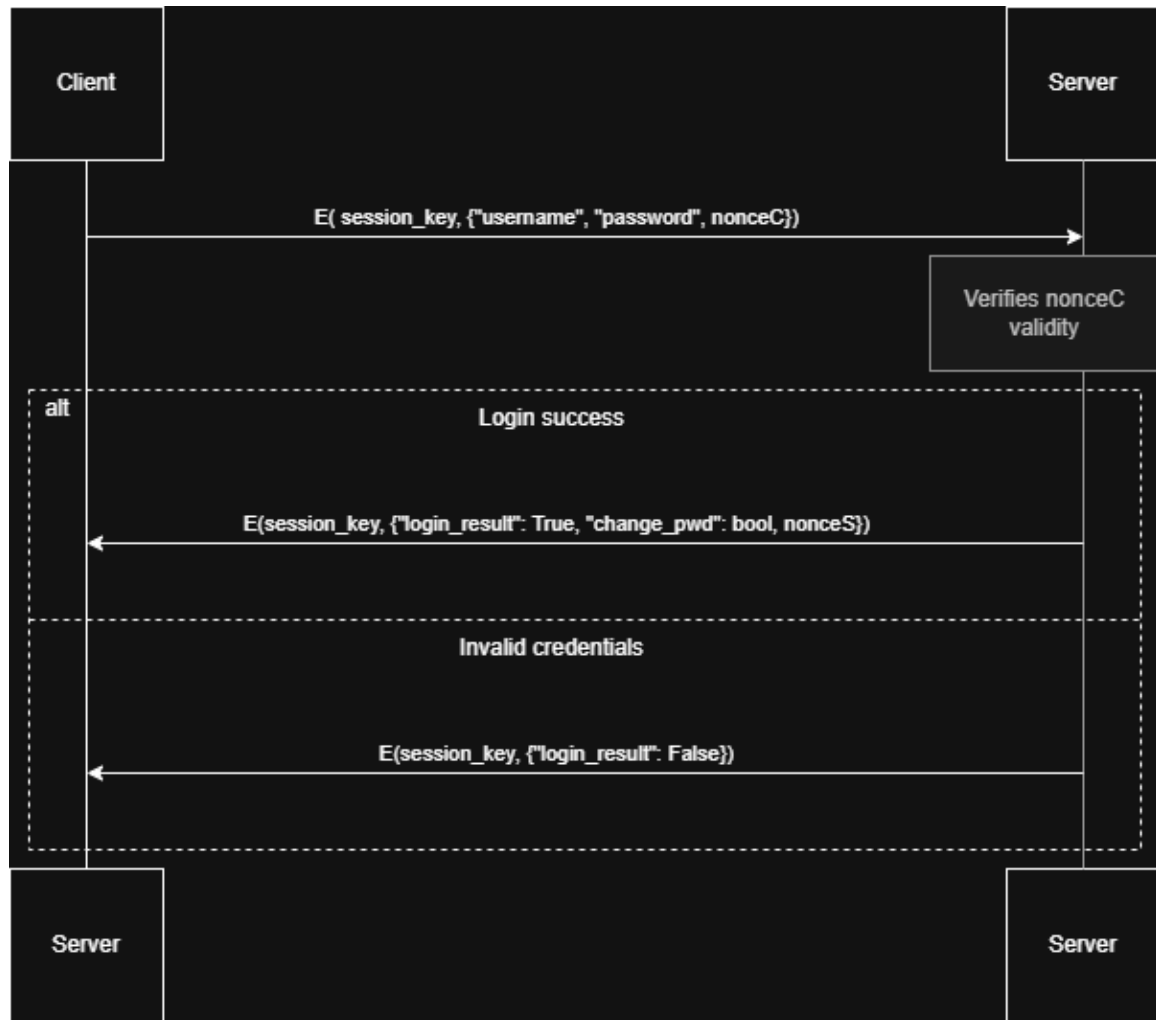 Client
Server
E( session_key, {"username", "password", nonceC})
Verifies nonceC
validity
alt
Login success
E(session_key, {"login_result": True, "change_pwd": bool, nonceS})
Invalid credentials
E(session_key, {"login_result": False})
Server
Server